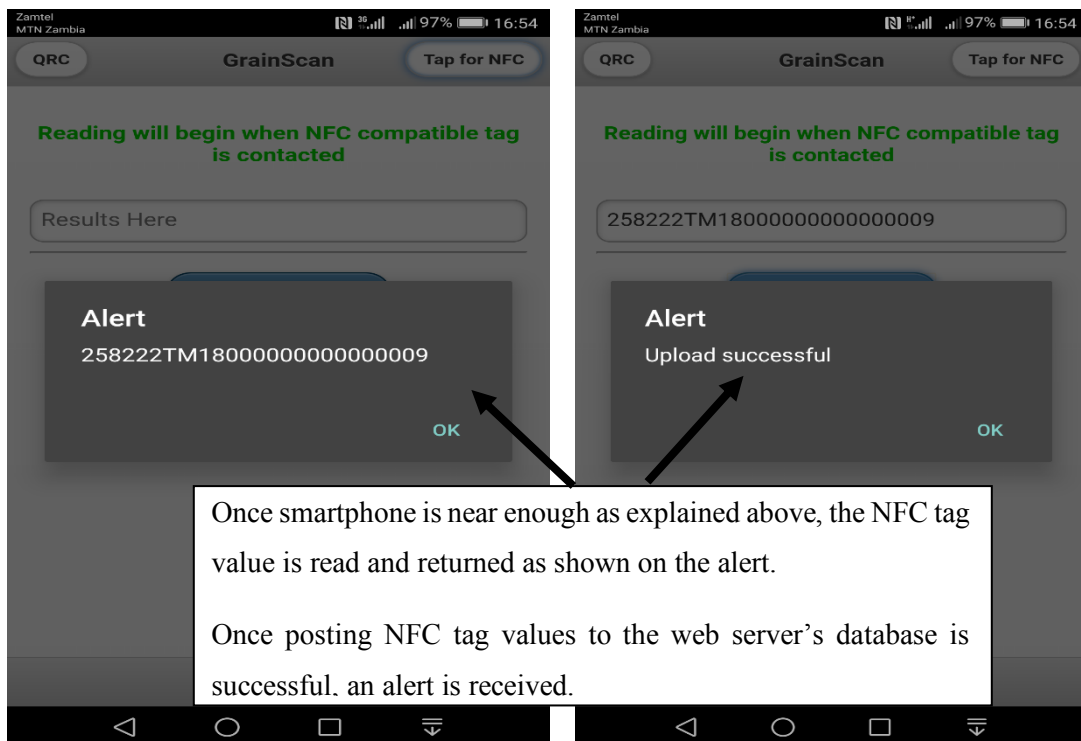 Zamtel
MTN Zambia
3G
97%
16:54
QRC
GrainScan
Tap for NFC
Reading will begin when NFC compatible tag
is contacted
Results Here
Alert
258222TM18000000000000009
OK
Zamtel
MTN Zambia
H+
97%
16:54
QRC
GrainScan
Tap for NFC
Reading will begin when NFC compatible tag
is contacted
258222TM18000000000000009
Alert
Upload successful
OK
Once smartphone is near enough as explained above, the NFC tag
value is read and returned as shown on the alert.
Once posting NFC tag values to the web server’s database is
successful, an alert is received.